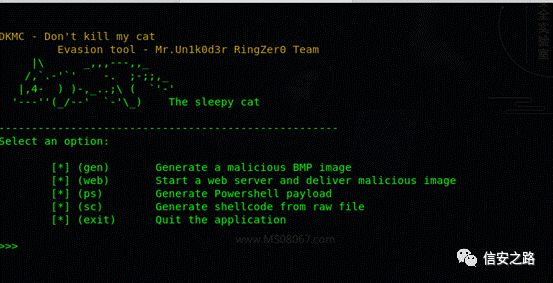 DKMC - Don't kill my cat
Evasion tool - Mr.Un1k0d3r RingZer0 Team
|\      _,,,---,,_
/,`.-'`'    -.  ;-;;,_
|,4-  ) )-,_..;\ (  `'-'
'---''(_/--'  `-'\_)    The sleepy cat
----------------------------------------------------
Select an option:
[*] (gen)       Generate a malicious BMP image
[*] (web)       Start a web server and deliver malicious image
[*] (ps)        Generate Powershell payload
[*] (sc)        Generate shellcode from raw file
[*] (exit)      Quit the application
>>>
www.MS08067.com
信安之路